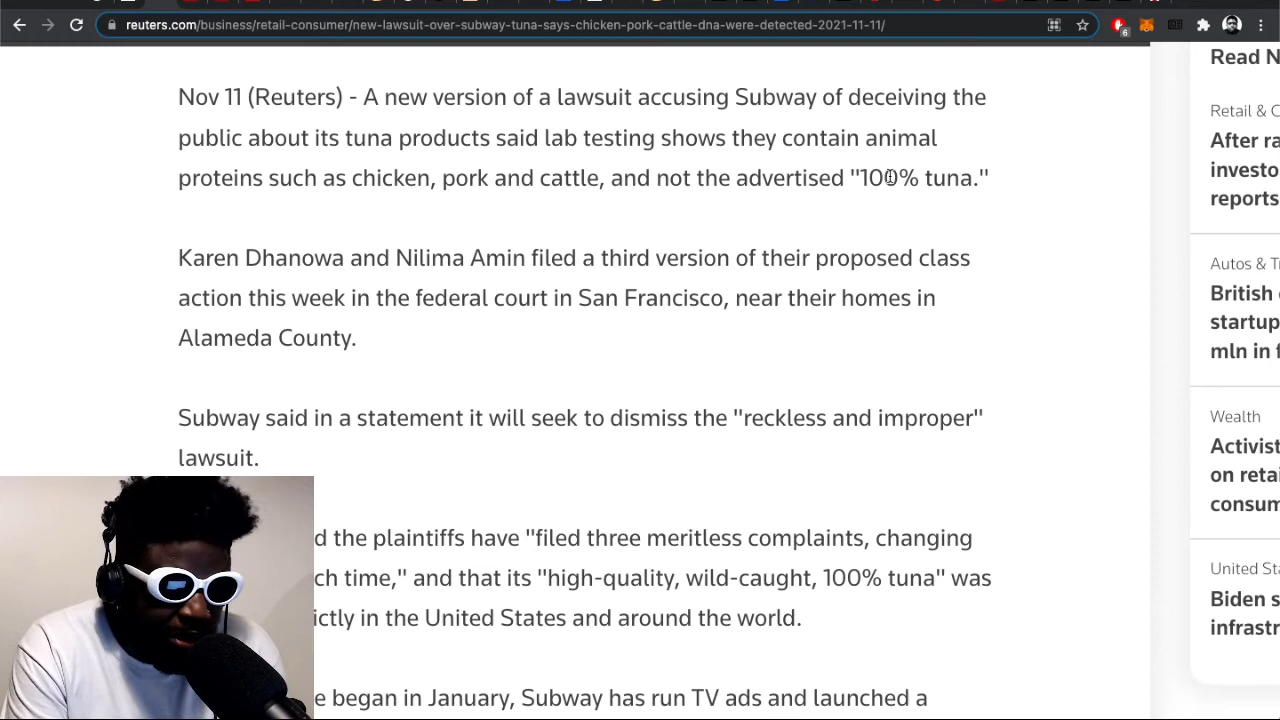 reuters.com/business/retail-consumer/new-lawsuit-over-subway-tuna-says-chicken-pork-cattle-dna-were-detected-2021-11-11/
6
Nov 11 (Reuters) - A new version of a lawsuit accusing Subway of deceiving the
public about its tuna products said lab testing shows they contain animal
proteins such as chicken, pork and cattle, and not the advertised "100% tuna."
Karen Dhanowa and Nilima Amin filed a third version of their proposed class
action this week in the federal court in San Francisco, near their homes in
Alameda County.
Subway said in a statement it will seek to dismiss the "reckless and improper"
lawsuit.
d the plaintiffs have "filed three meritless complaints, changing
ch time," and that its "high-quality, wild-caught, 100% tuna" was
ictly in the United States and around the world.
e began in January, Subway has run TV ads and launched a
Read N
Retail & C
After ra
investo
reports
Autos & T
British
startup
mln in f
Wealth
Activist
on retai
consum
United Sta
Biden s
infrastr